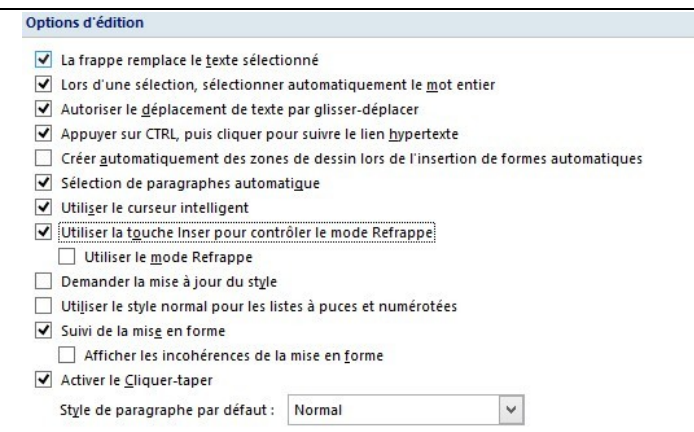 Options d'édition
La frappe remplace le texte sélectionné
Lors d'une sélection, sélectionner automatiquement le mot entier
Autoriser le déplacement de texte par glisser-déplacer
Appuyer sur CTRL, puis cliquer pour suivre le lien hypertexte
Créer automatiquement des zones de dessin lors de l'insertion de formes automatiques
Sélection de paragraphes automatique
Utiliser le curseur intelligent
Utiliser la touche Inser pour contrôler le mode Refrappe
Utiliser le mode Refrappe
Demander la mise à jour du style
Utiliser le style normal pour les listes à puces et numérotées
Suivi de la mise en forme
Afficher les incohérences de la mise en forme
Activer le Cliquer-taper
Style de paragraphe par défaut : Normal